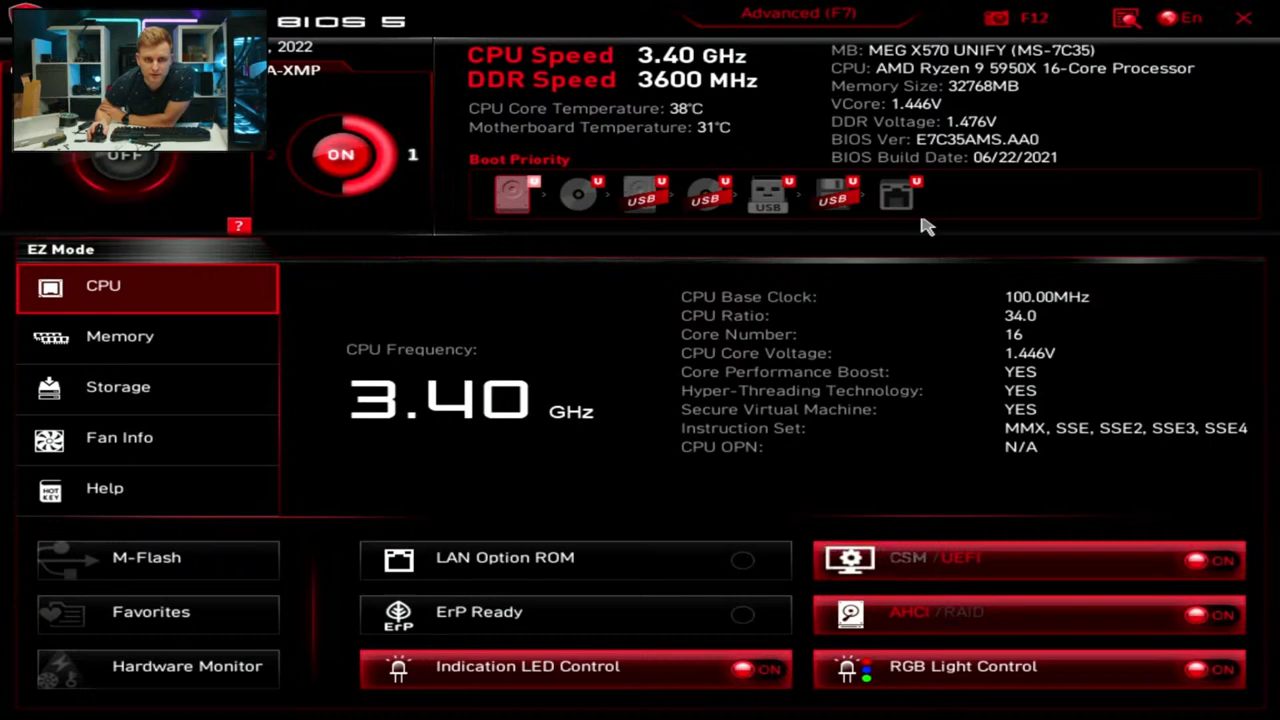 BIOS 5
Advanced (F7)
F12
En
, 2022
A-XMP
OFF
2
ON
1
?
CPU Speed 3.40 GHz
DDR Speed 3600 MHz
CPU Core Temperature: 38°C
Motherboard Temperature: 31°C
MB: MEG X570 UNIFY (MS-7C35)
CPU: AMD Ryzen 9 5950X 16-Core Processor
Memory Size: 32768MB
VCore: 1.446V
DDR Voltage: 1.476V
BIOS Ver: E7C35AMS.AA0
BIOS Build Date: 06/22/2021
Boot Priority
U U U U U U U
USB USB USB USB
EZ Mode
CPU
Memory
Storage
Fan Info
HOT KEY Help
CPU Frequency:
3.40 GHz
CPU Base Clock: 100.00MHz
CPU Ratio: 34.0
Core Number: 16
CPU Core Voltage: 1.446V
Core Performance Boost: YES
Hyper-Threading Technology: YES
Secure Virtual Machine: YES
Instruction Set: MMX, SSE, SSE2, SSE3, SSE4
CPU OPN: N/A
M-Flash
Favorites
Hardware Monitor
LAN Option ROM
ErP ErP Ready
Indication LED Control ON
CSM /UEFI ON
AHCI /RAID ON
RGB Light Control ON